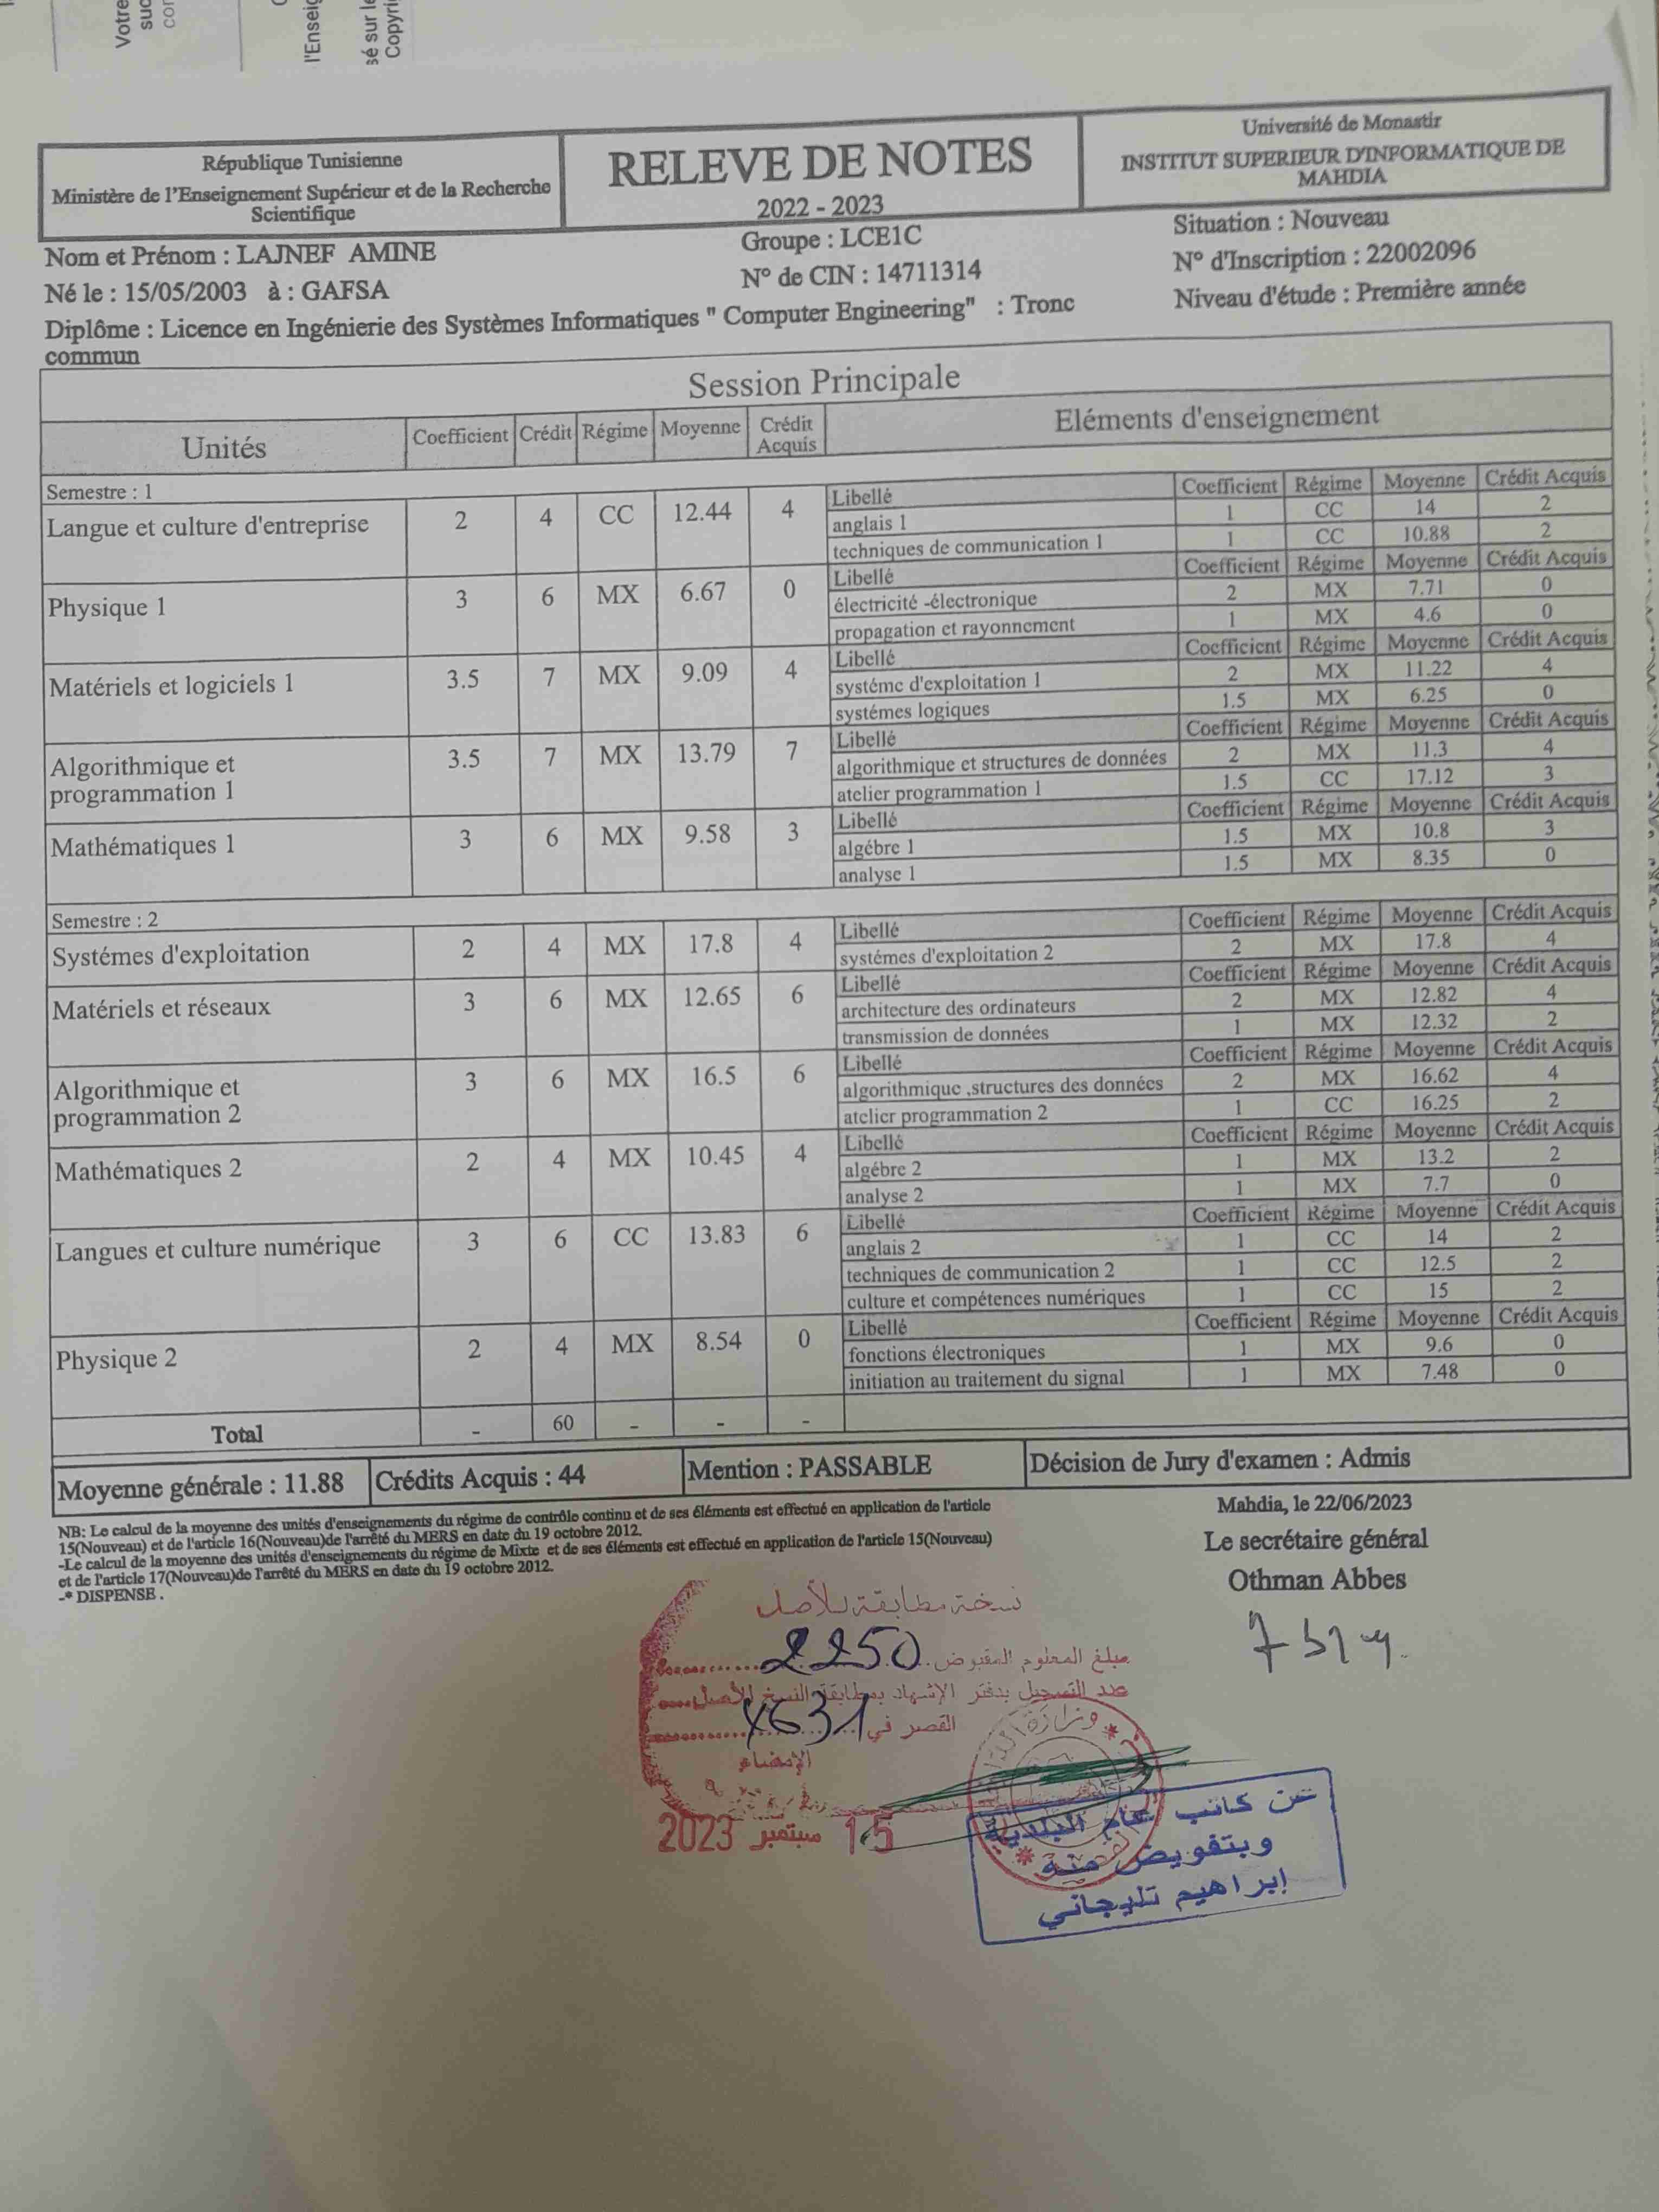 Votre
suc
l'Enseig
sé sur le
Copyri
République Tunisienne
Ministère de l'Enseignement Supérieur et de la Recherche
Scientifique
RELEVE DE NOTES
2022 - 2023
Université de Monastir
INSTITUT SUPERIEUR D'INFORMATIQUE DE
MAHDIA
Nom et Prénom : LAJNEF AMINE
Groupe : LCE1C
Situation : Nouveau
Né le : 15/05/2003 à : GAFSA
N° de CIN : 14711314
N° d'Inscription : 22002096
Diplôme : Licence en Ingénierie des Systèmes Informatiques " Computer Engineering" : Tronc
commun
Niveau d'étude : Première année
Session Principale
Unités Coefficient Crédit Régime Moyenne Crédit Acquis Eléments d'enseignement
Semestre : 1
Langue et culture d'entreprise 2 4 CC 12.44 4
Libellé Coefficient Régime Moyenne Crédit Acquis
anglais 1 1 CC 14 2
techniques de communication 1 1 CC 10.88 2
Physique 1 3 6 MX 6.67 0
Libellé Coefficient Régime Moyenne Crédit Acquis
électricité -électronique 2 MX 7.71 0
propagation et rayonnement 1 MX 4.6 0
Matériels et logiciels 1 3.5 7 MX 9.09 4
Libellé Coefficient Régime Moyenne Crédit Acquis
systéme d'exploitation 1 2 MX 11.22 4
systémes logiques 1.5 MX 6.25 0
Algorithmique et
programmation 1 3.5 7 MX 13.79 7
Libellé Coefficient Régime Moyenne Crédit Acquis
algorithmique et structures de données 2 MX 11.3 4
atelier programmation 1 1.5 CC 17.12 3
Mathématiques 1 3 6 MX 9.58 3
Libellé Coefficient Régime Moyenne Crédit Acquis
algébre 1 1.5 MX 10.8 3
analyse 1 1.5 MX 8.35 0
Semestre : 2
Systémes d'exploitation 2 4 MX 17.8 4
Libellé Coefficient Régime Moyenne Crédit Acquis
systémes d'exploitation 2 2 MX 17.8 4
Matériels et réseaux 3 6 MX 12.65 6
Libellé Coefficient Régime Moyenne Crédit Acquis
architecture des ordinateurs 2 MX 12.82 4
transmission de données 1 MX 12.32 2
Algorithmique et
programmation 2 3 6 MX 16.5 6
Libellé Coefficient Régime Moyenne Crédit Acquis
algorithmique ,structures des données 2 MX 16.62 4
atelier programmation 2 1 CC 16.25 2
Mathématiques 2 2 4 MX 10.45 4
Libellé Coefficient Régime Moyenne Crédit Acquis
algébre 2 1 MX 13.2 2
analyse 2 1 MX 7.7 0
Langues et culture numérique 3 6 CC 13.83 6
Libellé Coefficient Régime Moyenne Crédit Acquis
anglais 2 1 CC 14 2
techniques de communication 2 1 CC 12.5 2
culture et compétences numériques 1 CC 15 2
Physique 2 2 4 MX 8.54 0
Libellé Coefficient Régime Moyenne Crédit Acquis
fonctions électroniques 1 MX 9.6 0
initiation au traitement du signal 1 MX 7.48 0
Total - 60 - - -
Moyenne générale : 11.88 Crédits Acquis : 44 Mention : PASSABLE Décision de Jury d'examen : Admis
NB: Le calcul de la moyenne des unités d'enseignements du régime de contrôle continu et de ses éléments est effectué en application de l'article
15(Nouveau) et de l'article 16(Nouveau)de l'arrêté du MERS en date du 19 octobre 2012.
-Le calcul de la moyenne des unités d'enseignements du régime de Mixte et de ses éléments est effectué en application de l'article 15(Nouveau)
et de l'article 17(Nouveau)de l'arrêté du MERS en date du 19 octobre 2012.
-* DISPENSE .
Mahdia, le 22/06/2023
Le secrétaire général
Othman Abbes
نسخة مطابقة للأصل
مبلغ المعلوم المقبوض 2250
عدد التسجيل بدفتر الإشهاد بمطابقة النسخ للأصل
القصر في
الإمضاء
15 سبتمبر 2023
وزارة
عن كاتب عام البلدية
وبتفويض منه
إبراهيم تليجاني